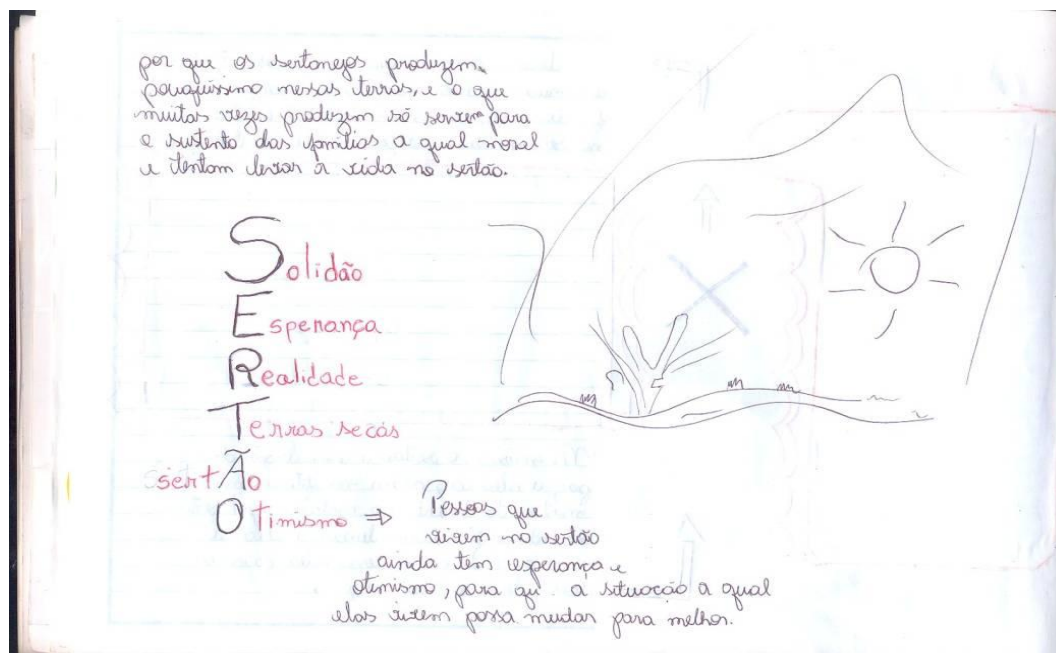 por que os sertanejos produzem,
pouquíssimo nessas terras, e o que
muitas vezes produzem só servem para
o sustento das famílias a qual moral
e tentam levar a vida no sertão.
Solidão
Esperança
Realidade
Terras secas
sertÃo
Otimismo ⇒ Pessoas que
vivem no sertão
ainda tem esperança e
otimismo, para qu. a situação a qual
elas vivem possa mudar para melhor.